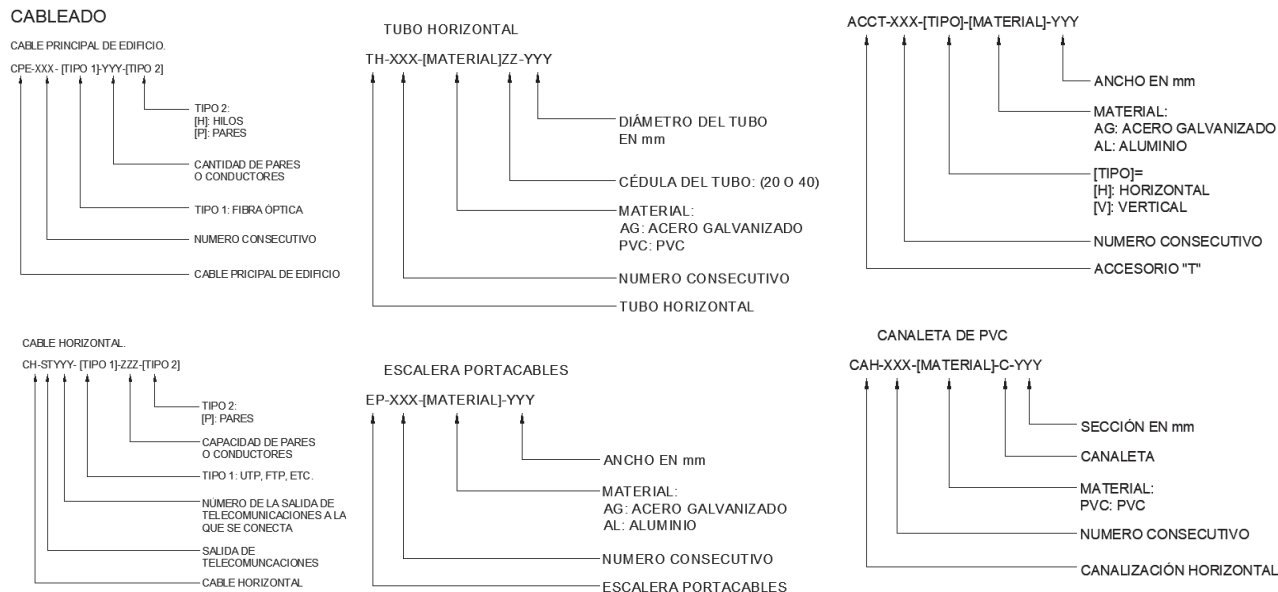 CABLEADO
CABLE PRINCIPAL DE EDIFICIO.
CPE-XXX- [TIPO 1]-YYY-[TIPO 2]
TIPO 2:
[H]: HILOS
[P]: PARES
CANTIDAD DE PARES
O CONDUCTORES
TIPO 1: FIBRA ÓPTICA
NUMERO CONSECUTIVO
CABLE PRICIPAL DE EDIFICIO
CABLE HORIZONTAL.
CH-STYYY- [TIPO 1]-ZZZ-[TIPO 2]
TIPO 2:
[P]: PARES
CAPACIDAD DE PARES
O CONDUCTORES
TIPO 1: UTP, FTP, ETC.
NÚMERO DE LA SALIDA DE
TELECOMUNICACIONES A LA
QUE SE CONECTA
SALIDA DE
TELECOMUNCACIONES
CABLE HORIZONTAL
TUBO HORIZONTAL
TH-XXX-[MATERIAL]ZZ-YYY
DIÁMETRO DEL TUBO
EN mm
CÉDULA DEL TUBO: (20 O 40)
MATERIAL:
AG: ACERO GALVANIZADO
PVC: PVC
NUMERO CONSECUTIVO
TUBO HORIZONTAL
ESCALERA PORTACABLES
EP-XXX-[MATERIAL]-YYY
ANCHO EN mm
MATERIAL:
AG: ACERO GALVANIZADO
AL: ALUMINIO
NUMERO CONSECUTIVO
ESCALERA PORTACABLES
ACCT-XXX-[TIPO]-[MATERIAL]-YYY
ANCHO EN mm
MATERIAL:
AG: ACERO GALVANIZADO
AL: ALUMINIO
[TIPO]=
[H]: HORIZONTAL
[V]: VERTICAL
NUMERO CONSECUTIVO
ACCESORIO "T"
CANALETA DE PVC
CAH-XXX-[MATERIAL]-C-YYY
SECCIÓN EN mm
CANALETA
MATERIAL:
PVC: PVC
NUMERO CONSECUTIVO
CANALIZACIÓN HORIZONTAL